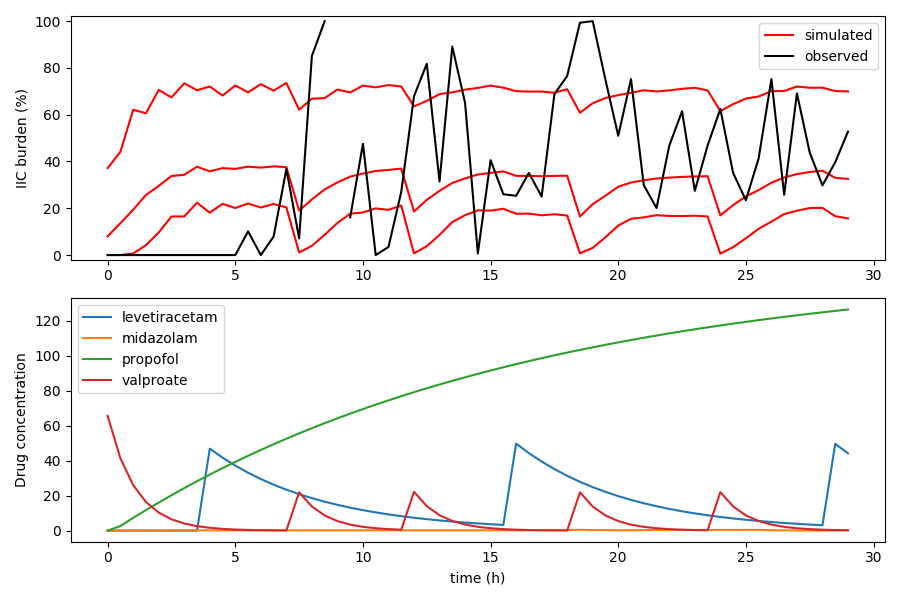 IIC burden (%)
100
80
60
40
20
0
simulated
observed
0 5 10 15 20 25 30
Drug concentration
120
100
80
60
40
20
0
levetiracetam
midazolam
propofol
valproate
0 5 10 15 20 25 30
time (h)